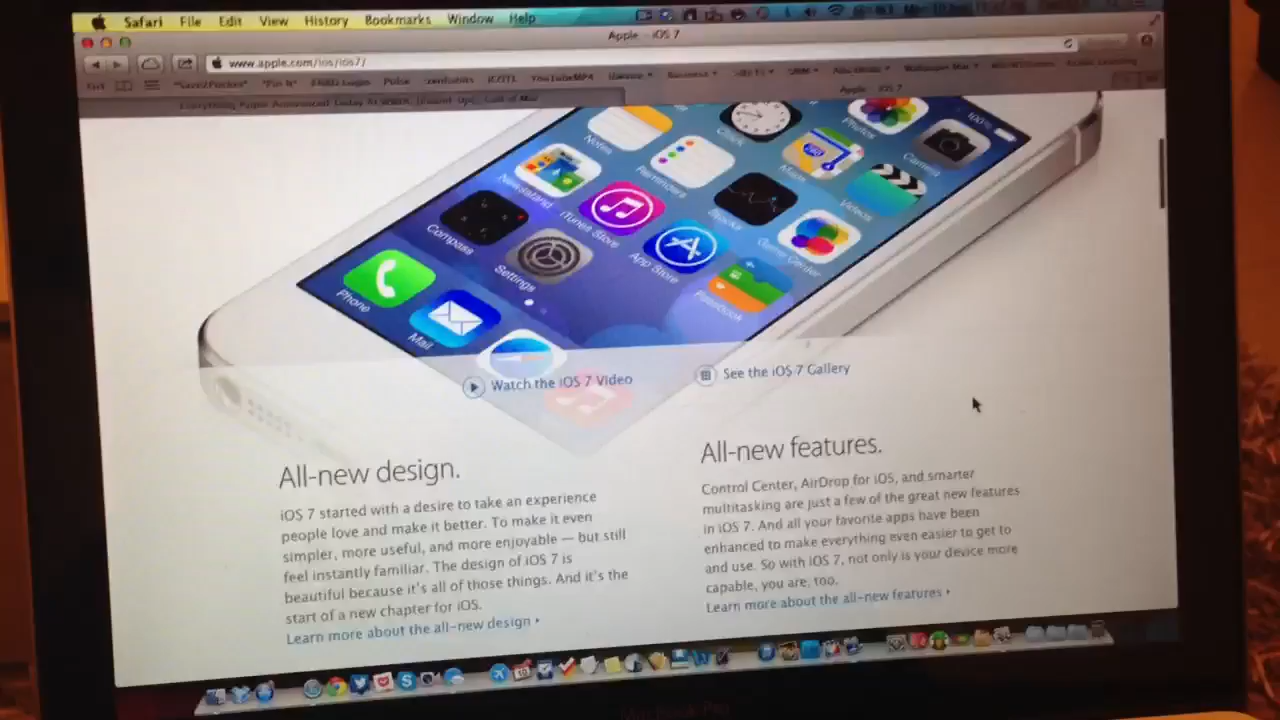 Safari File Edit View History Bookmarks Window Help
Apple – iOS 7
www.apple.com/ios/ios7/
Pulse
YouTubeMP4
Apple – iOS 7
100%
Notes
Clock
Photos
Camera
Newsstand
Reminders
Maps
Videos
Compass
iTunes Store
Stocks
Game Center
Settings
App Store
Passbook
Phone
Mail
Watch the iOS 7 Video
See the iOS 7 Gallery
All-new design.
iOS 7 started with a desire to take an experience
people love and make it better. To make it even
simpler, more useful, and more enjoyable — but still
feel instantly familiar. The design of iOS 7 is
beautiful because it's all of those things. And it's the
start of a new chapter for iOS.
Learn more about the all-new design ›
All-new features.
Control Center, AirDrop for iOS, and smarter
multitasking are just a few of the great new features
in iOS 7. And all your favorite apps have been
enhanced to make everything even easier to get to
and use. So with iOS 7, not only is your device more
capable, you are, too.
Learn more about the all-new features ›
MacBook Pro